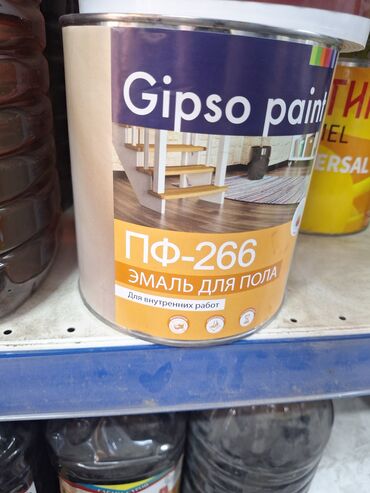 Gipso paint
ПФ-266
ЭМАЛЬ ДЛЯ ПОЛА
Для внутренних работ